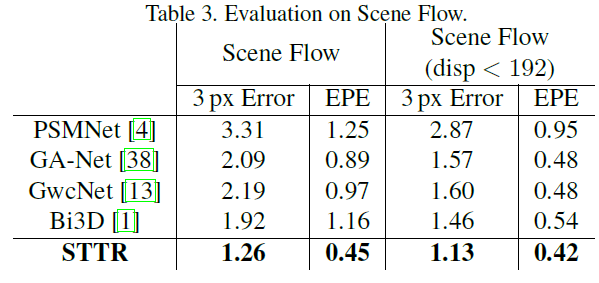 Table 3. Evaluation on Scene Flow.
Scene Flow Scene Flow
(disp < 192)
3 px Error EPE 3 px Error EPE
PSMNet [4] 3.31 1.25 2.87 0.95
GA-Net [38] 2.09 0.89 1.57 0.48
GwcNet [13] 2.19 0.97 1.60 0.48
Bi3D [1] 1.92 1.16 1.46 0.54
STTR 1.26 0.45 1.13 0.42